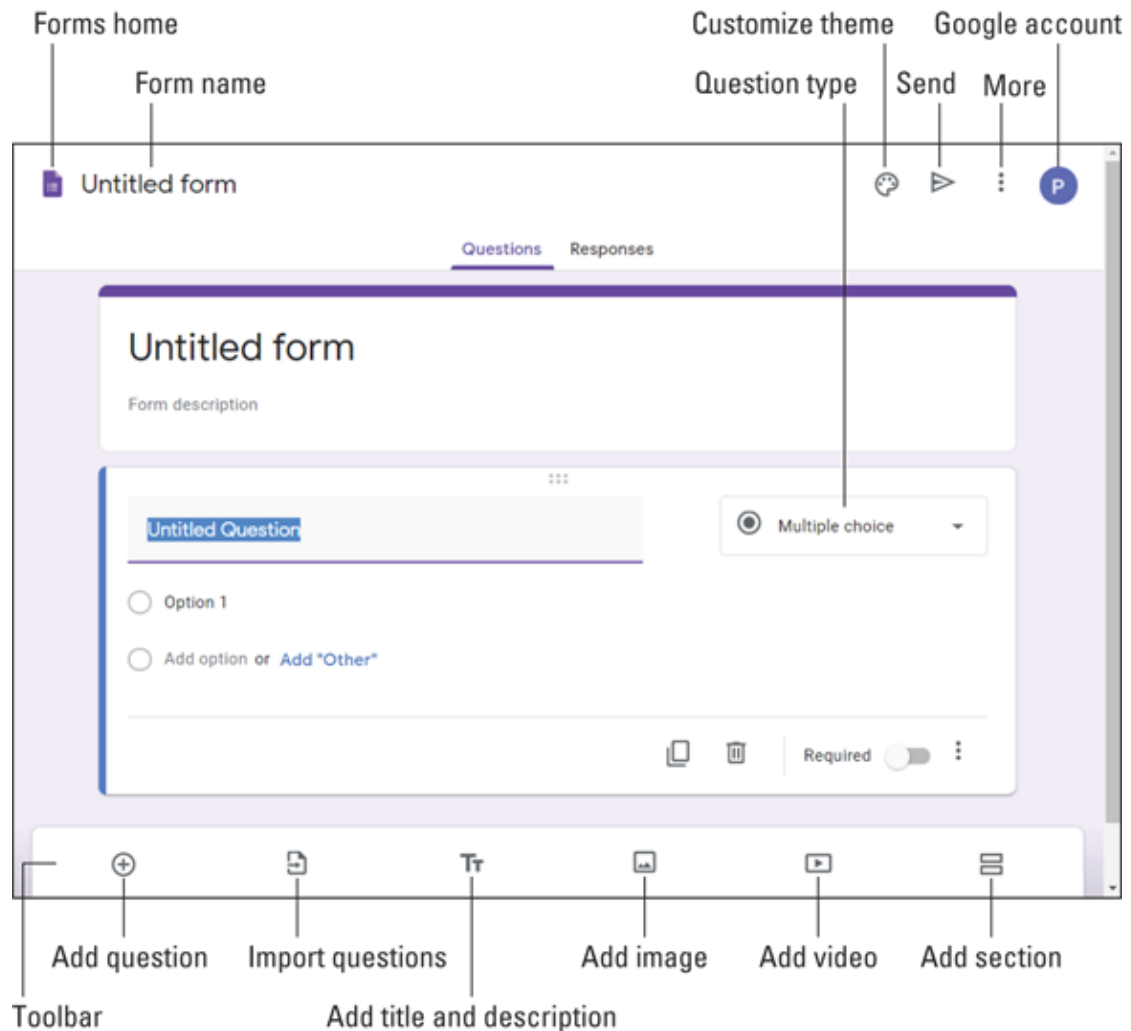 Forms home
Customize theme
Google account
Form name
Question type
Send
More
Untitled form
P
Questions
Responses
Untitled form
Form description
Untitled Question
Multiple choice
Option 1
Add option or Add "Other"
Required
Tт
Add question
Import questions
Add image
Add video
Add section
Toolbar
Add title and description